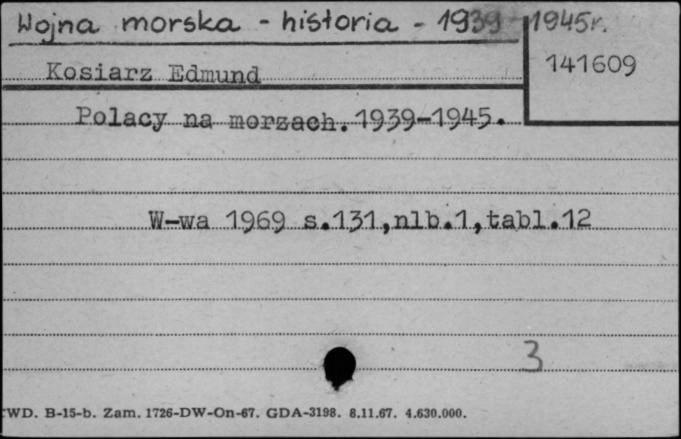 Wojna morska - historia - 1939-1945r.
141609
Kosiarz Edmund
Polacy na morzach. 1939-1945.
W-wa 1969 s.131,nlb.1,tabl.12
3
WD. B-15-b. Zam. 1726-DW-On-67. GDA-3198. 8.11.67. 4.630.000.